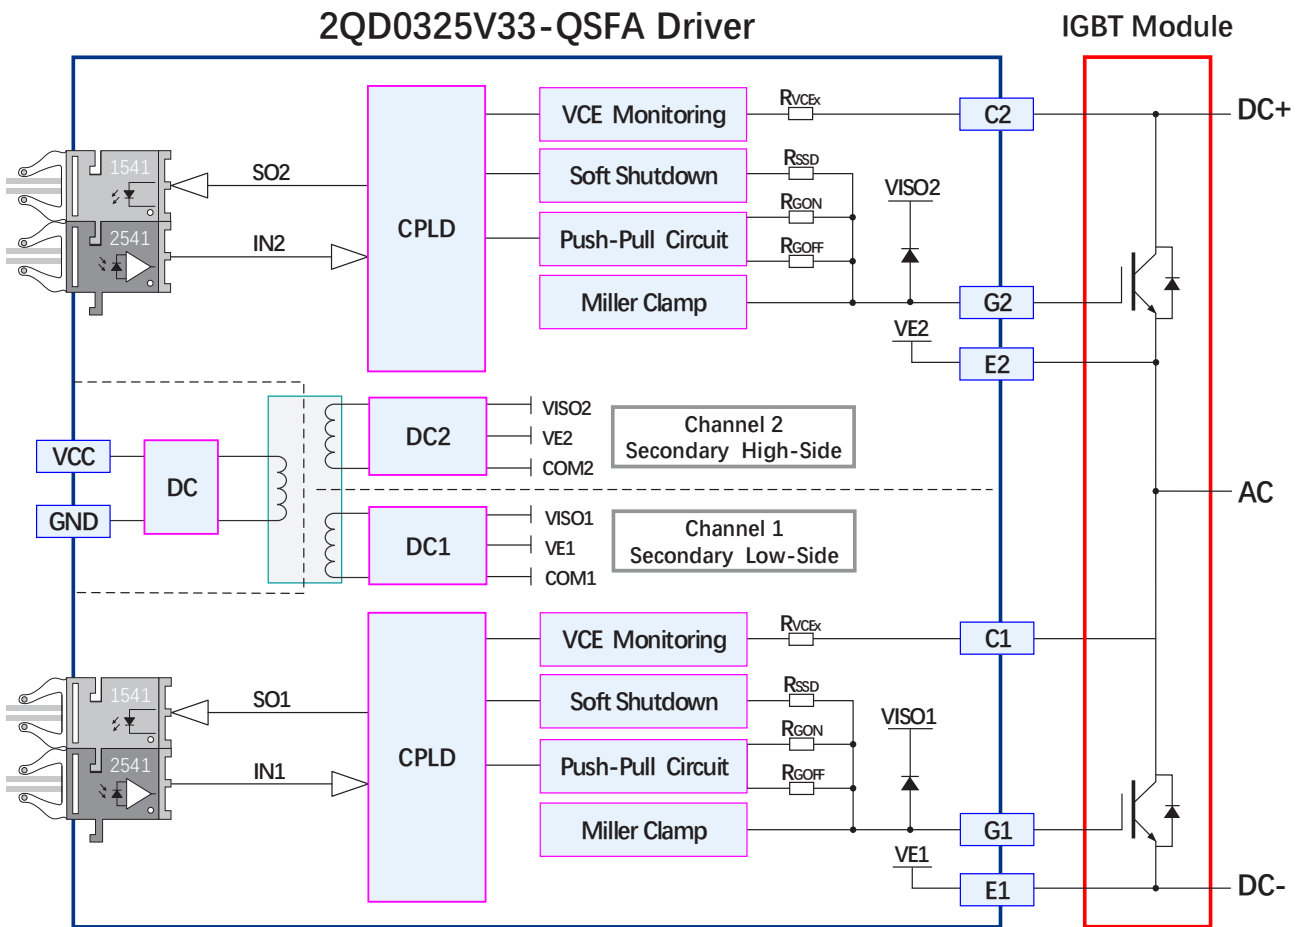 2QD0325V33-QSFA Driver
IGBT Module
VCE Monitoring
RVCEx
C2
DC+
1541
SO2
Soft Shutdown
RSSD
VISO2
CPLD
RGON
2541
IN2
Push-Pull Circuit
RGOFF
Miller Clamp
G2
VE2
E2
VISO2
DC2
VE2
COM2
Channel 2
Secondary High-Side
VCC
DC
GND
AC
VISO1
DC1
VE1
COM1
Channel 1
Secondary Low-Side
VCE Monitoring
RVCEx
C1
1541
SO1
Soft Shutdown
RSSD
VISO1
CPLD
RGON
2541
IN1
Push-Pull Circuit
RGOFF
Miller Clamp
G1
VE1
E1
DC-